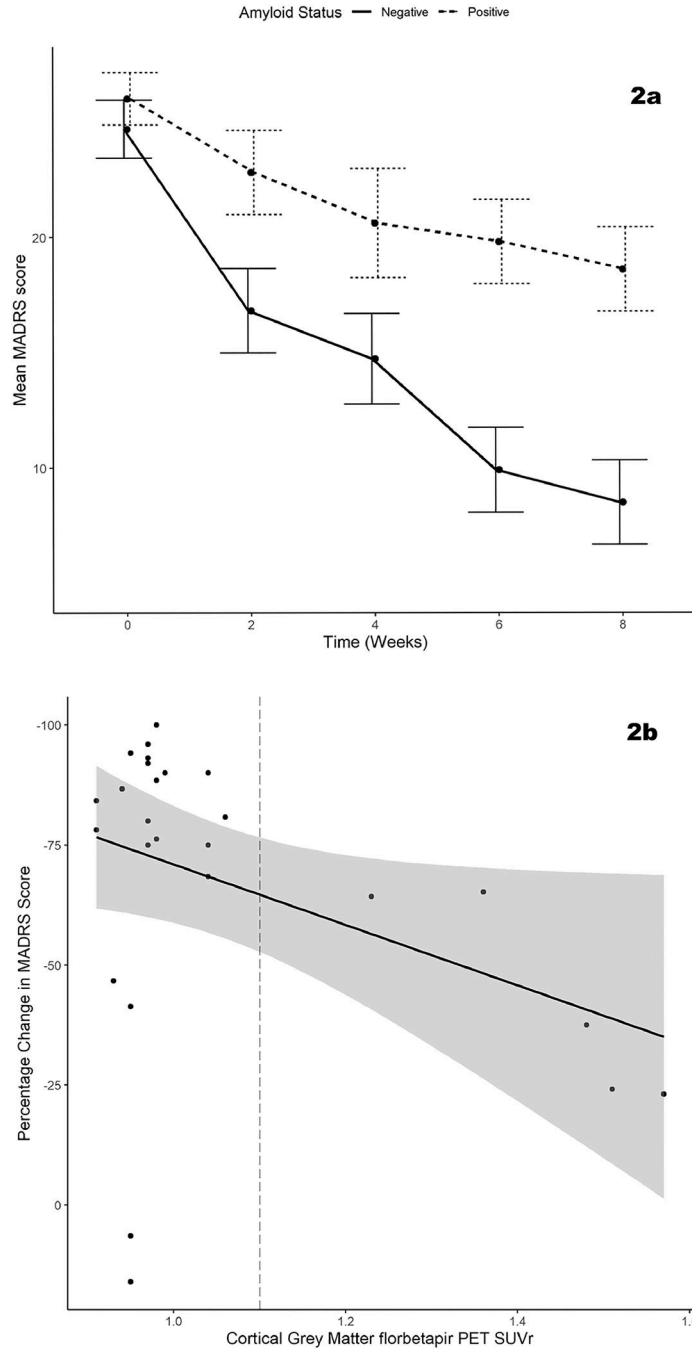 Amyloid Status Negative Positive
2a
Mean MADRS score
20
10
0 2 4 6 8
Time (Weeks)
2b
Percentage Change in MADRS Score
-100
-75
-50
-25
0
1.0 1.2 1.4
Cortical Grey Matter florbetapir PET SUVr